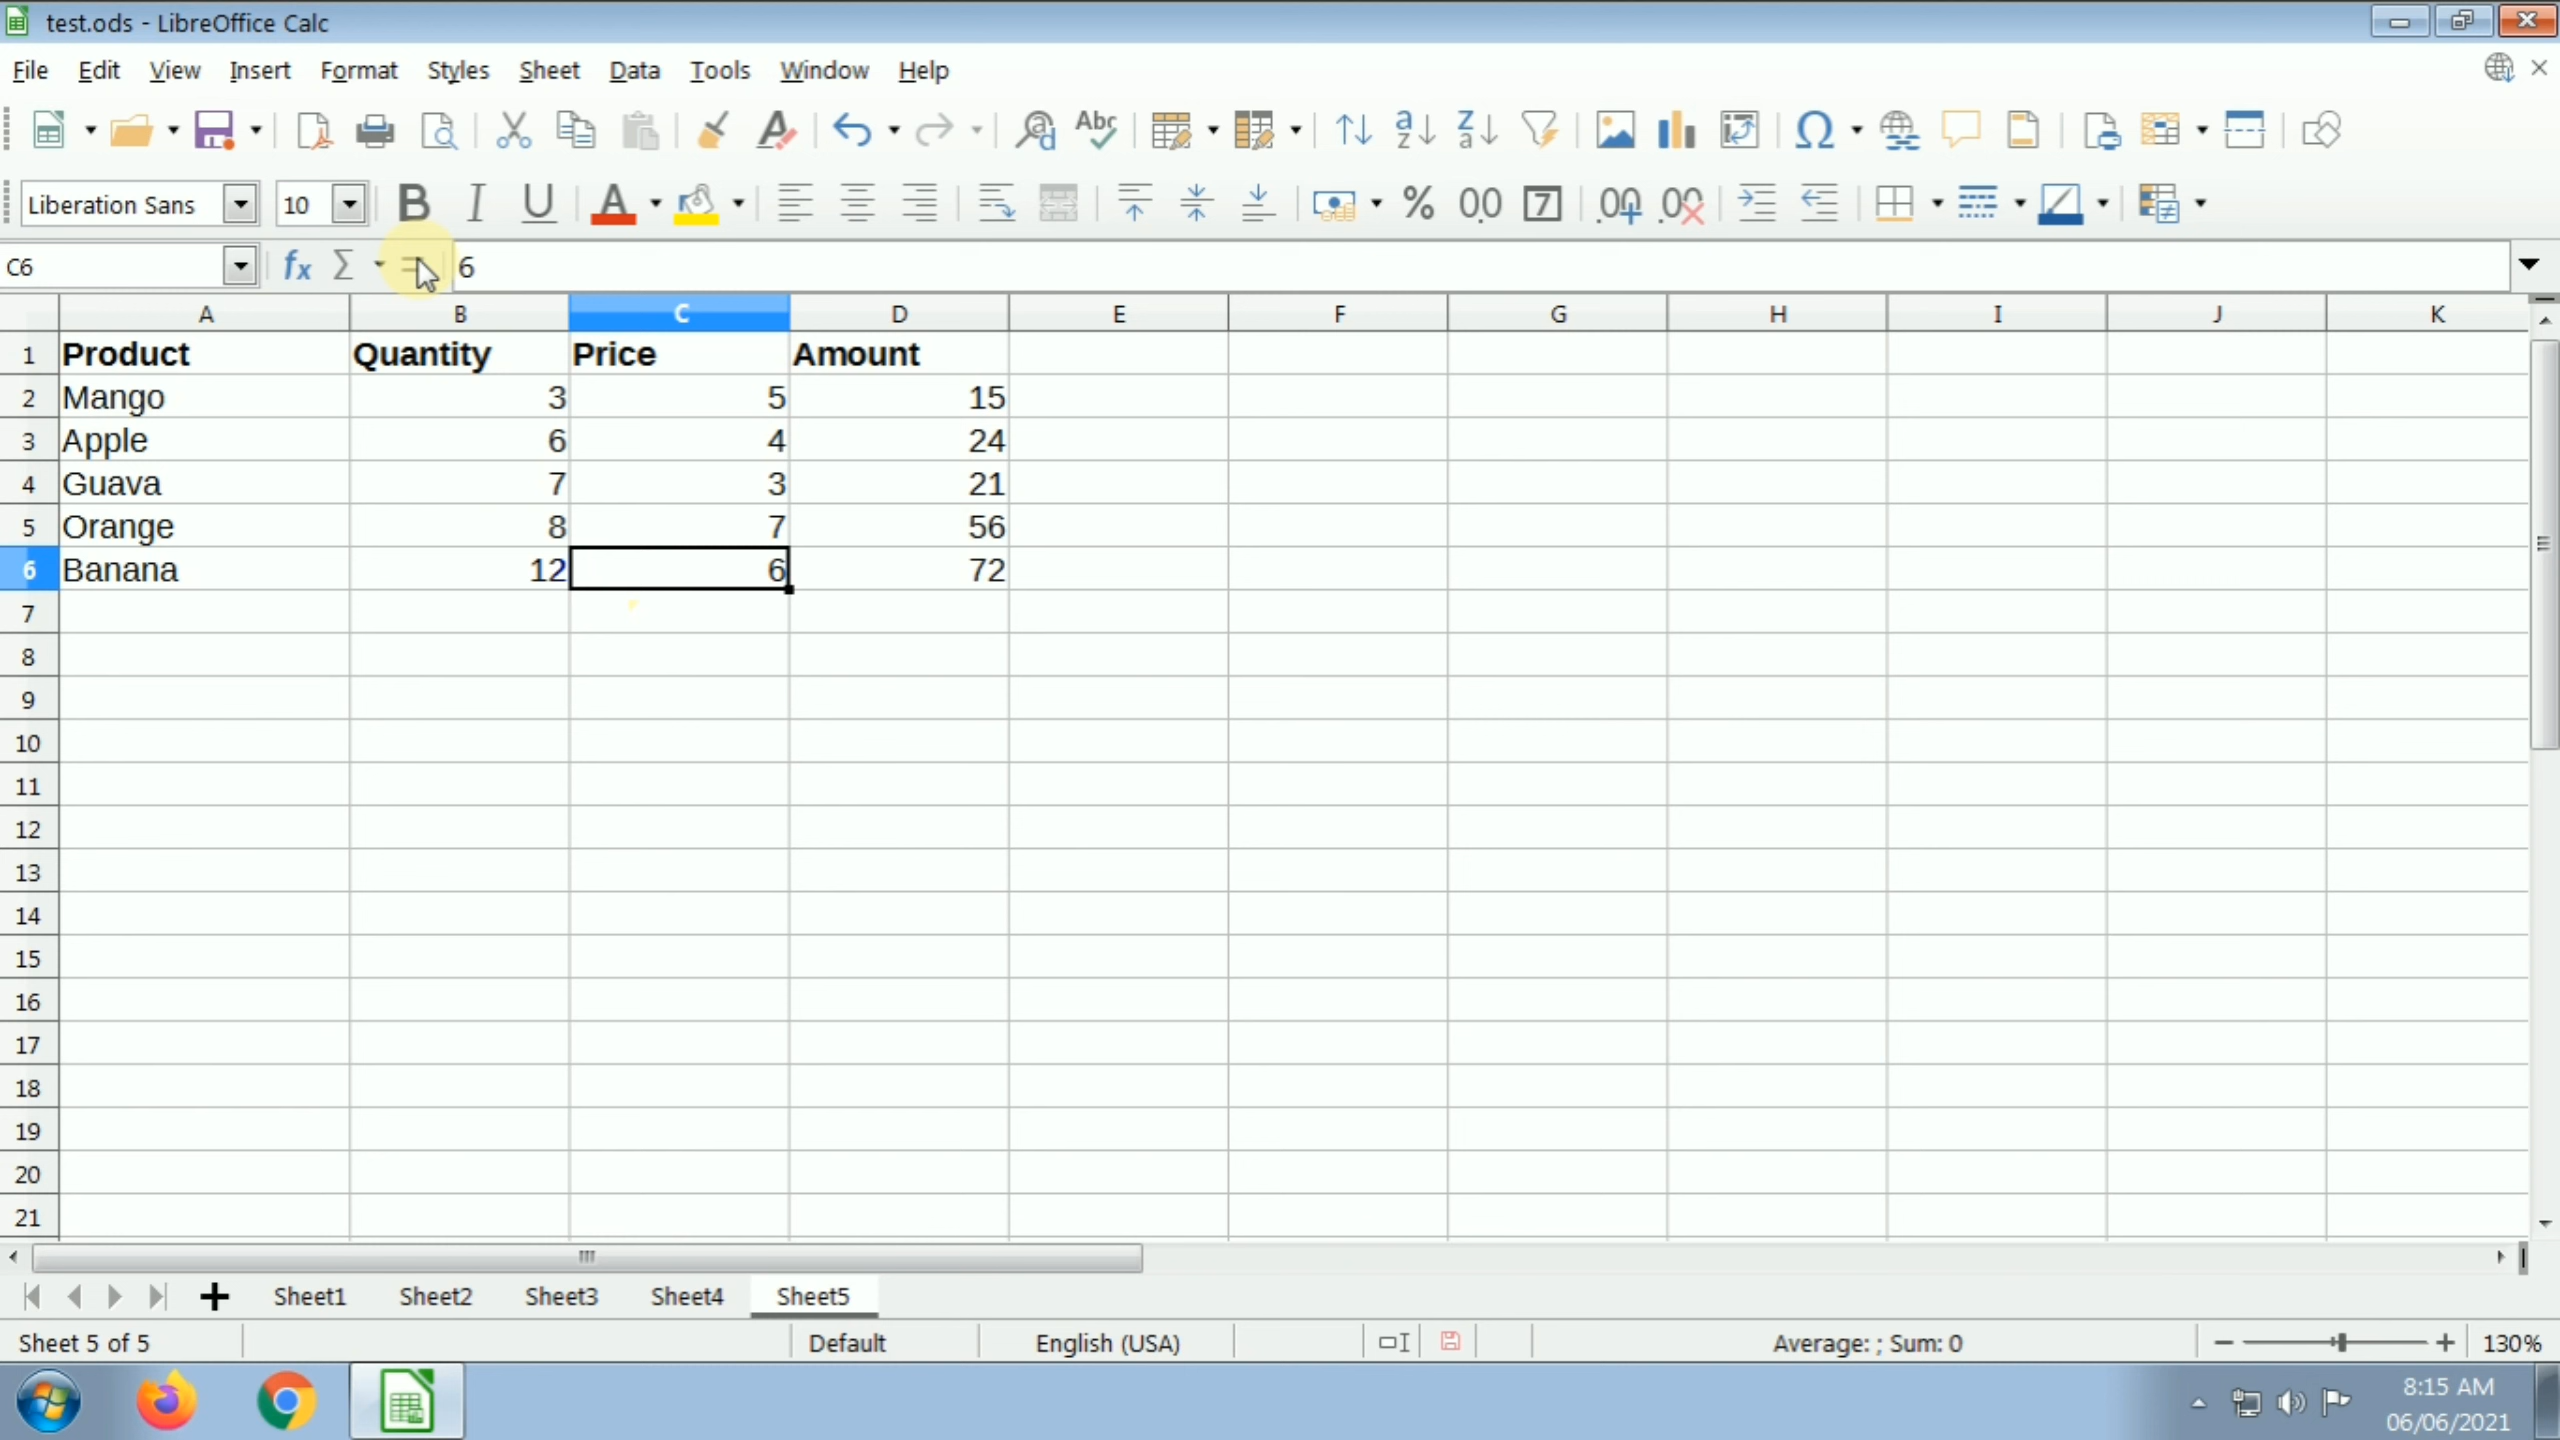 test.ods - LibreOffice Calc
File Edit View Insert Format Styles Sheet Data Tools Window Help
Liberation Sans 10
C6 6
A B C D E F G H I J K
1 Product Quantity Price Amount
2 Mango 3 5 15
3 Apple 6 4 24
4 Guava 7 3 21
5 Orange 8 7 56
6 Banana 12 6 72
7
8
9
10
11
12
13
14
15
16
17
18
19
20
21
Sheet1 Sheet2 Sheet3 Sheet4 Sheet5
Sheet 5 of 5 Default English (USA) Average: ; Sum: 0 130%
8:15 AM
06/06/2021